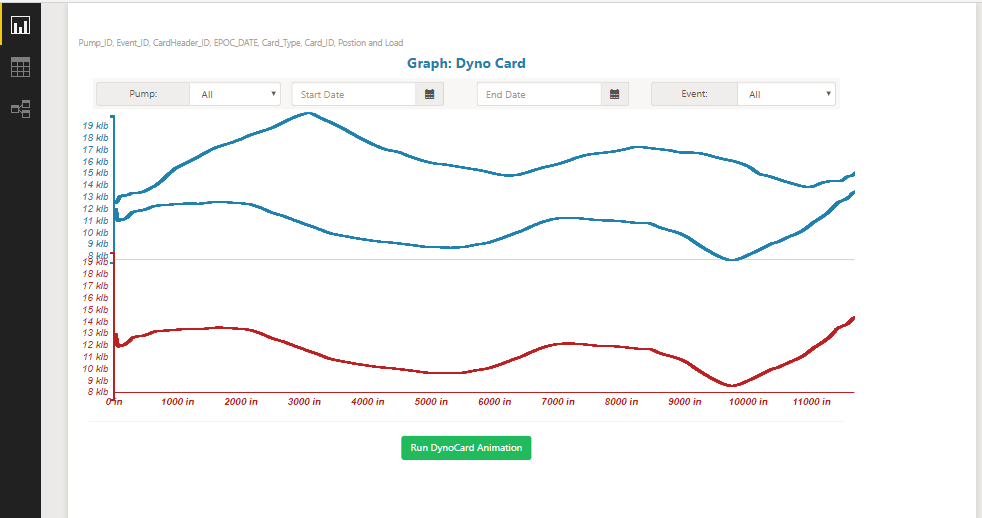 Pump_ID, Event_ID, CardHeader_ID, EPOC_DATE, Card_Type, Card_ID, Postion and Load
Graph: Dyno Card
Pump: All Start Date End Date Event: All
19 klb
18 klb
17 klb
16 klb
15 klb
14 klb
13 klb
12 klb
11 klb
10 klb
9 klb
8 klb
19 klb
18 klb
17 klb
16 klb
15 klb
14 klb
13 klb
12 klb
11 klb
10 klb
9 klb
8 klb
0 in 1000 in 2000 in 3000 in 4000 in 5000 in 6000 in 7000 in 8000 in 9000 in 10000 in 11000 in
Run DynoCard Animation